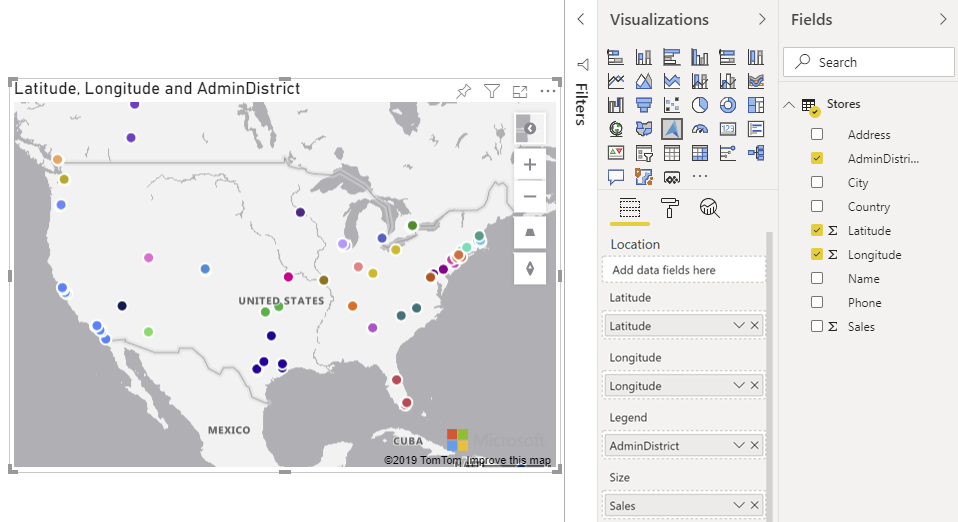 Latitude, Longitude and AdminDistrict
UNITED STATES
MEXICO
CUBA
Microsoft
©2019 TomTom Improve this map
Filters
Visualizations
123
Location
Add data fields here
Latitude
Latitude
Longitude
Longitude
Legend
AdminDistrict
Size
Sales
Fields
Search
Stores
Address
AdminDistri...
City
Country
Latitude
Longitude
Name
Phone
Sales